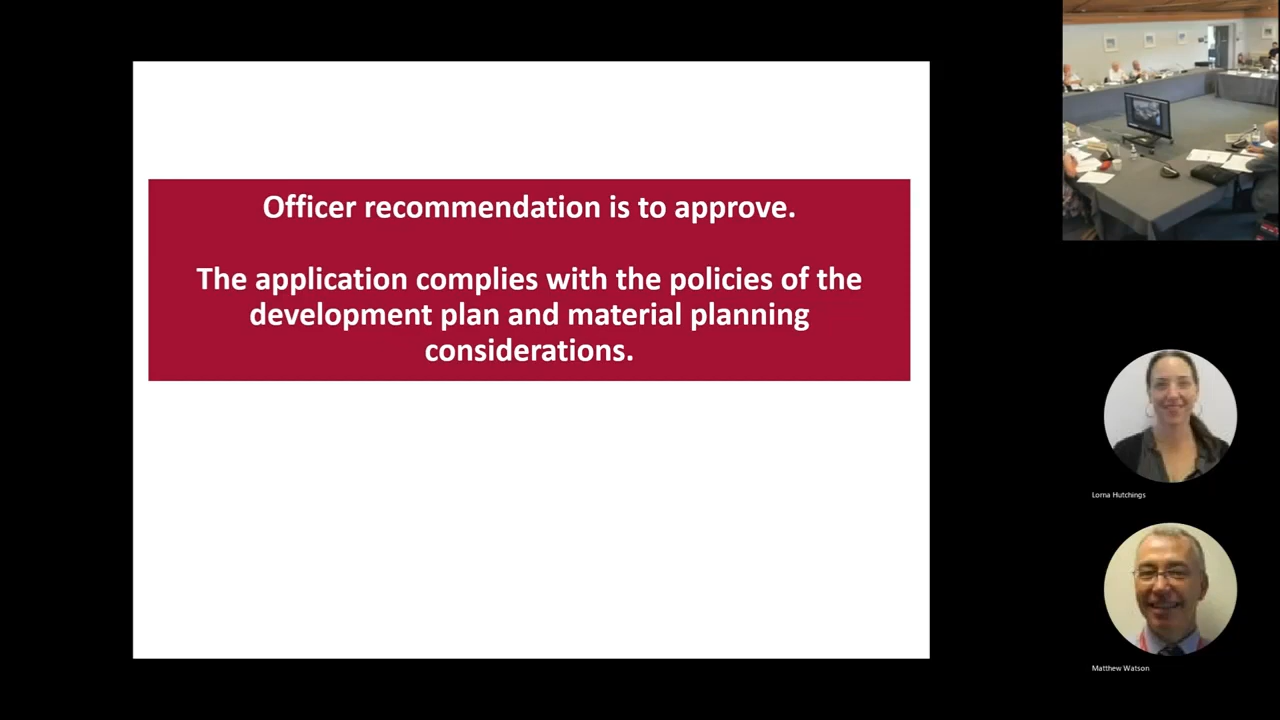 Officer recommendation is to approve.
The application complies with the policies of the
development plan and material planning
considerations.
Lorna Hutchings
Matthew Watson